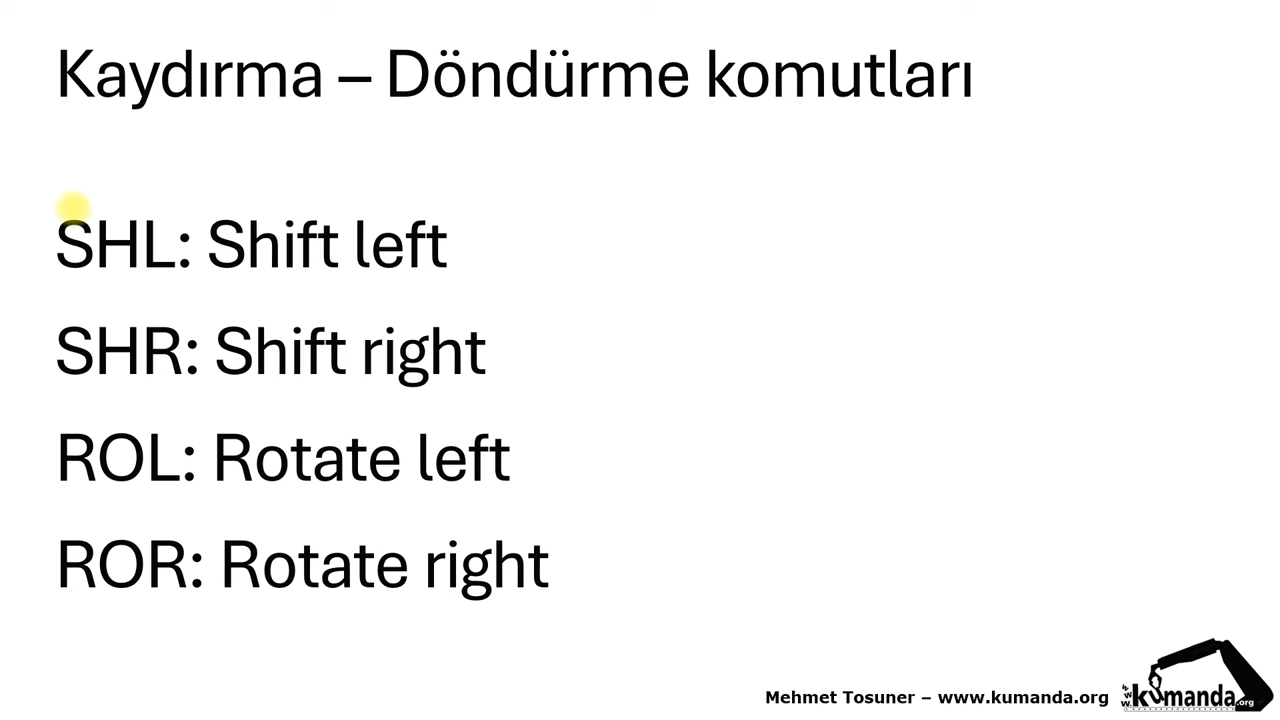 Kaydırma – Döndürme komutları
SHL: Shift left
SHR: Shift right
ROL: Rotate left
ROR: Rotate right
Mehmet Tosuner – www.kumanda.org
www.kumanda.org